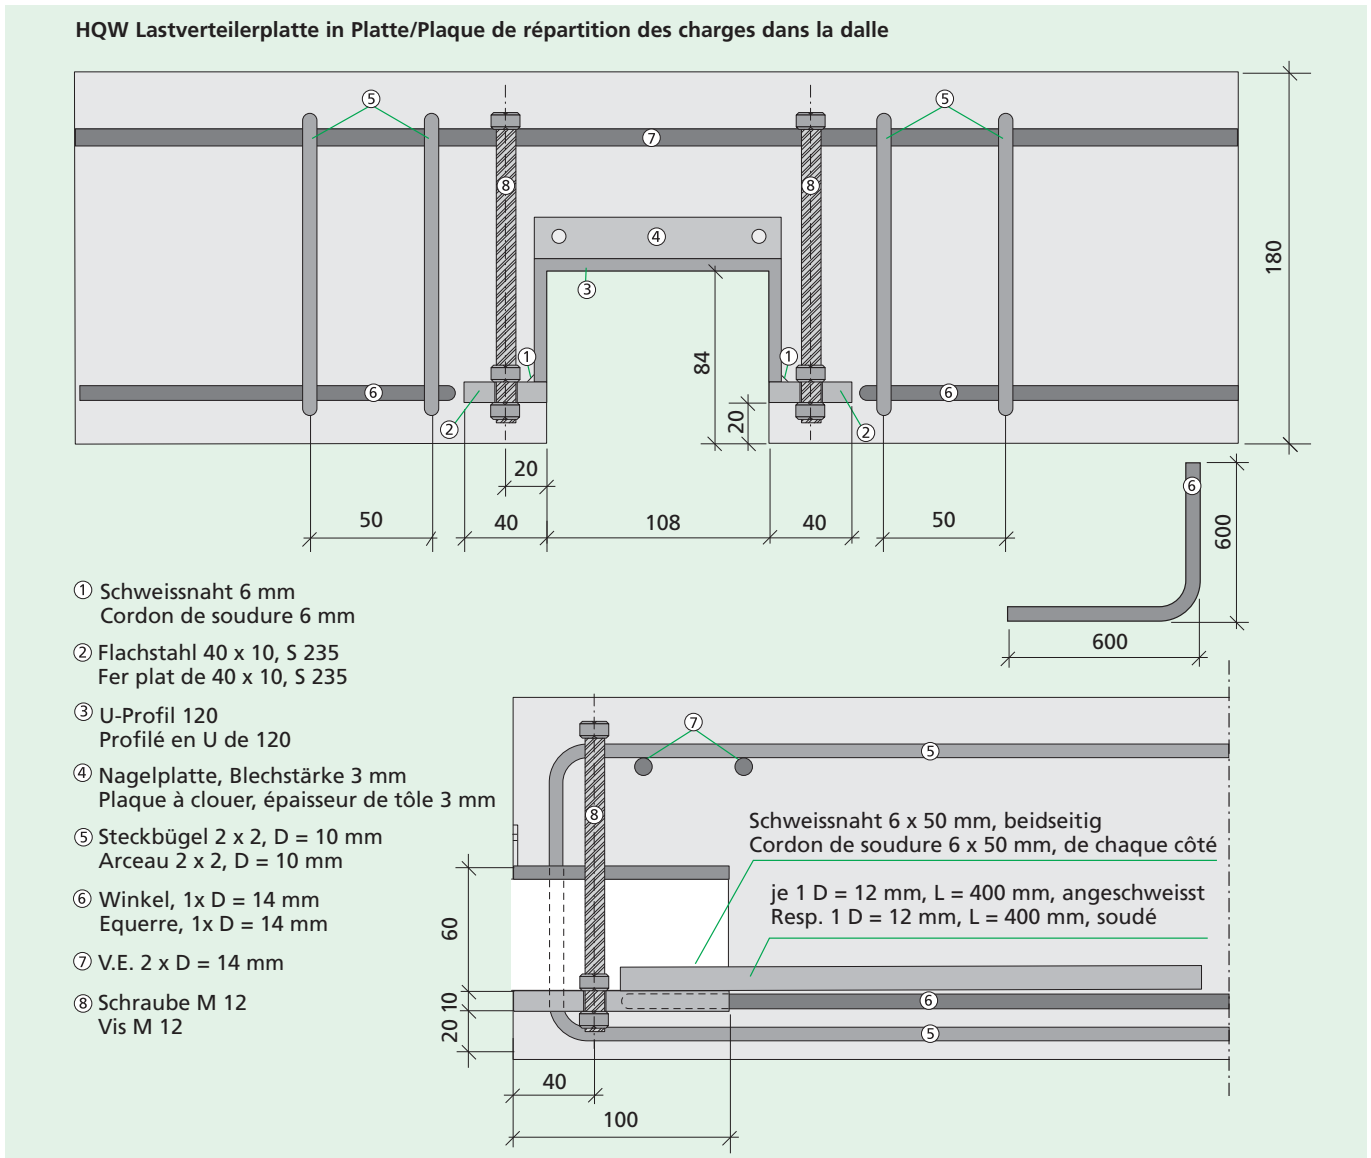 HQW Lastverteilerplatte in Platte/Plaque de répartition des charges dans la dalle
5
5
7
8
8
4
3
180
84
1
1
6
6
2
2
20
20
6
50
40
108
40
50
600
600
1 Schweissnaht 6 mm
Cordon de soudure 6 mm
2 Flachstahl 40 x 10, S 235
Fer plat de 40 x 10, S 235
3 U-Profil 120
Profilé en U de 120
4 Nagelplatte, Blechstärke 3 mm
Plaque à clouer, épaisseur de tôle 3 mm
5 Steckbügel 2 x 2, D = 10 mm
Arceau 2 x 2, D = 10 mm
6 Winkel, 1x D = 14 mm
Equerre, 1x D = 14 mm
7 V.E. 2 x D = 14 mm
8 Schraube M 12
Vis M 12
7
5
8
Schweissnaht 6 x 50 mm, beidseitig
Cordon de soudure 6 x 50 mm, de chaque côté
je 1 D = 12 mm, L = 400 mm, angeschweisst
Resp. 1 D = 12 mm, L = 400 mm, soudé
60
10
6
20
5
40
100